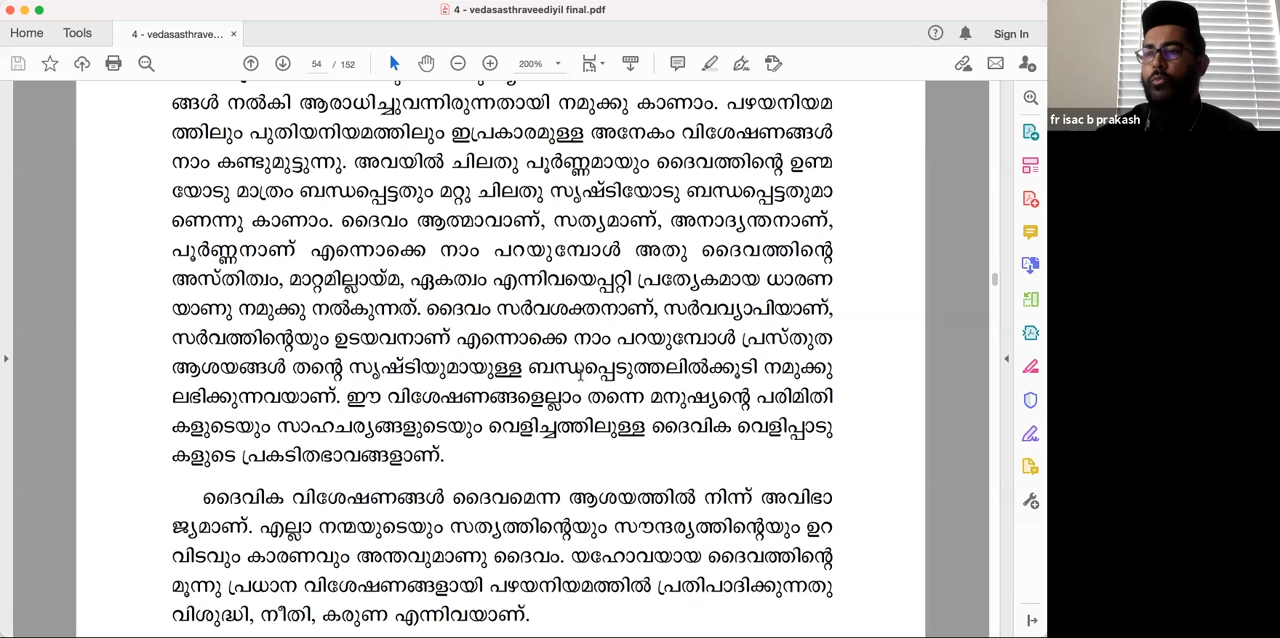 4 - vedasasthraveediyil final.pdf
Home Tools 4 - vedasasthrave... ×
Sign In
54 / 152 200%
fr isac b prakash
ങ്ങൾ നൽകി ആരാധിച്ചുവന്നിരുന്നതായി നമുക്കു കാണാം. പഴയനിയമ
ത്തിലും പുതിയനിയമത്തിലും ഇപ്രകാരമുള്ള അനേകം വിശേഷണങ്ങൾ
നാം കണ്ടുമുട്ടുന്നു. അവയിൽ ചിലതു പൂർണ്ണമായും ദൈവത്തിന്റെ ഉണ്മ
യോടു മാത്രം ബന്ധപ്പെട്ടതും മറ്റു ചിലതു സൃഷ്ടിയോടു ബന്ധപ്പെട്ടതുമാ
ണെന്നു കാണാം. ദൈവം ആത്മാവാണ്, സത്യമാണ്, അനാദ്യന്തനാണ്,
പൂർണ്ണനാണ് എന്നൊക്കെ നാം പറയുമ്പോൾ അതു ദൈവത്തിന്റെ
അസ്തിത്വം, മാറ്റമില്ലായ്മ, ഏകത്വം എന്നിവയെപ്പറ്റി പ്രത്യേകമായ ധാരണ
യാണു നമുക്കു നൽകുന്നത്. ദൈവം സർവശക്തനാണ്, സർവവ്യാപിയാണ്,
സർവത്തിന്റെയും ഉടയവനാണ് എന്നൊക്കെ നാം പറയുമ്പോൾ പ്രസ്തുത
ആശയങ്ങൾ തന്റെ സൃഷ്ടിയുമായുള്ള ബന്ധപ്പെടുത്തലിൽക്കൂടി നമുക്കു
ലഭിക്കുന്നവയാണ്. ഈ വിശേഷണങ്ങളെല്ലാം തന്നെ മനുഷ്യന്റെ പരിമിതി
കളുടെയും സാഹചര്യങ്ങളുടെയും വെളിച്ചത്തിലുള്ള ദൈവിക വെളിപ്പാടു
കളുടെ പ്രകടിതഭാവങ്ങളാണ്.
ദൈവിക വിശേഷണങ്ങൾ ദൈവമെന്ന ആശയത്തിൽ നിന്ന് അവിഭാ
ജ്യമാണ്. എല്ലാ നന്മയുടെയും സത്യത്തിന്റെയും സൗന്ദര്യത്തിന്റെയും ഉറ
വിടവും കാരണവും അന്തവുമാണു ദൈവം. യഹോവയായ ദൈവത്തിന്റെ
മൂന്നു പ്രധാന വിശേഷണങ്ങളായി പഴയനിയമത്തിൽ പ്രതിപാദിക്കുന്നതു
വിശുദ്ധി, നീതി, കരുണ എന്നിവയാണ്.